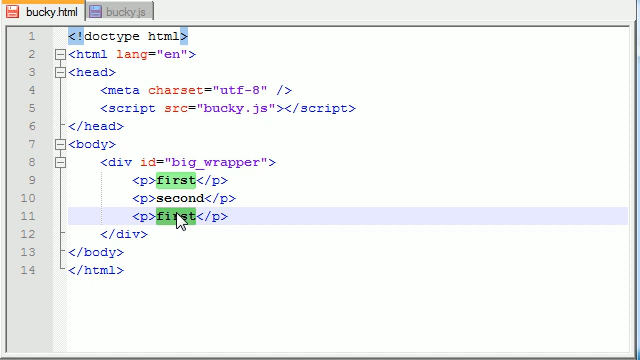 bucky.html bucky.js
1 <!doctype html>
2 <html lang="en">
3 <head>
4 <meta charset="utf-8" />
5 <script src="bucky.js"></script>
6 </head>
7 <body>
8 <div id="big_wrapper">
9 <p>first</p>
10 <p>second</p>
11 <p>first</p>
12 </div>
13 </body>
14 </html>